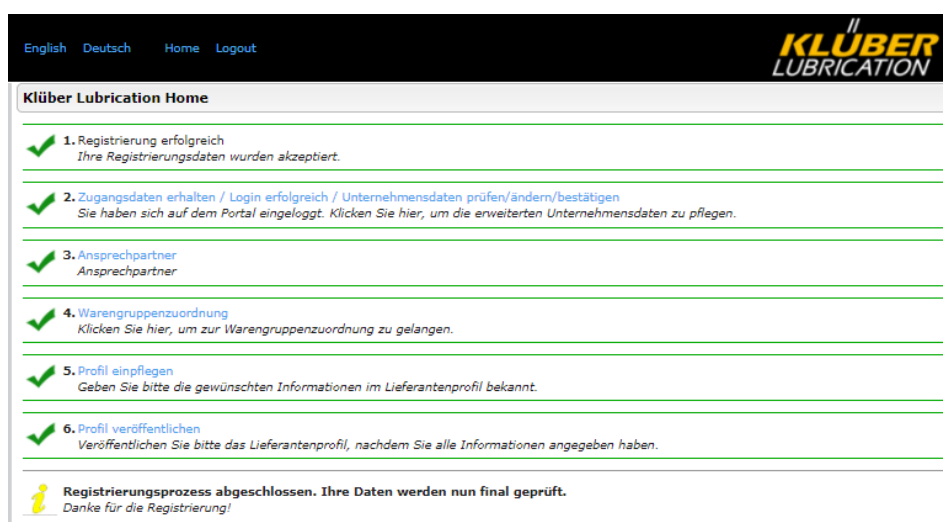 English Deutsch Home Logout
KLÜBER
LUBRICATION
Klüber Lubrication Home
1. Registrierung erfolgreich
Ihre Registrierungsdaten wurden akzeptiert.
2. Zugangsdaten erhalten / Login erfolgreich / Unternehmensdaten prüfen/ändern/bestätigen
Sie haben sich auf dem Portal eingeloggt. Klicken Sie hier, um die erweiterten Unternehmensdaten zu pflegen.
3. Ansprechpartner
Ansprechpartner
4. Warengruppenzuordnung
Klicken Sie hier, um zur Warengruppenzuordnung zu gelangen.
5. Profil einpflegen
Geben Sie bitte die gewünschten Informationen im Lieferantenprofil bekannt.
6. Profil veröffentlichen
Veröffentlichen Sie bitte das Lieferantenprofil, nachdem Sie alle Informationen angegeben haben.
Registrierungsprozess abgeschlossen. Ihre Daten werden nun final geprüft.
Danke für die Registrierung!